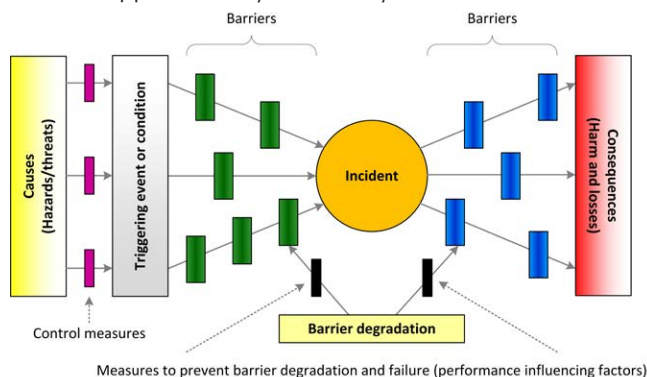 Barriers
Barriers
Causes
(Hazards/threats)
Triggering event or condition
Incident
Consequences
(Harm and losses)
Control measures
Barrier degradation
Measures to prevent barrier degradation and failure (performance influencing factors)